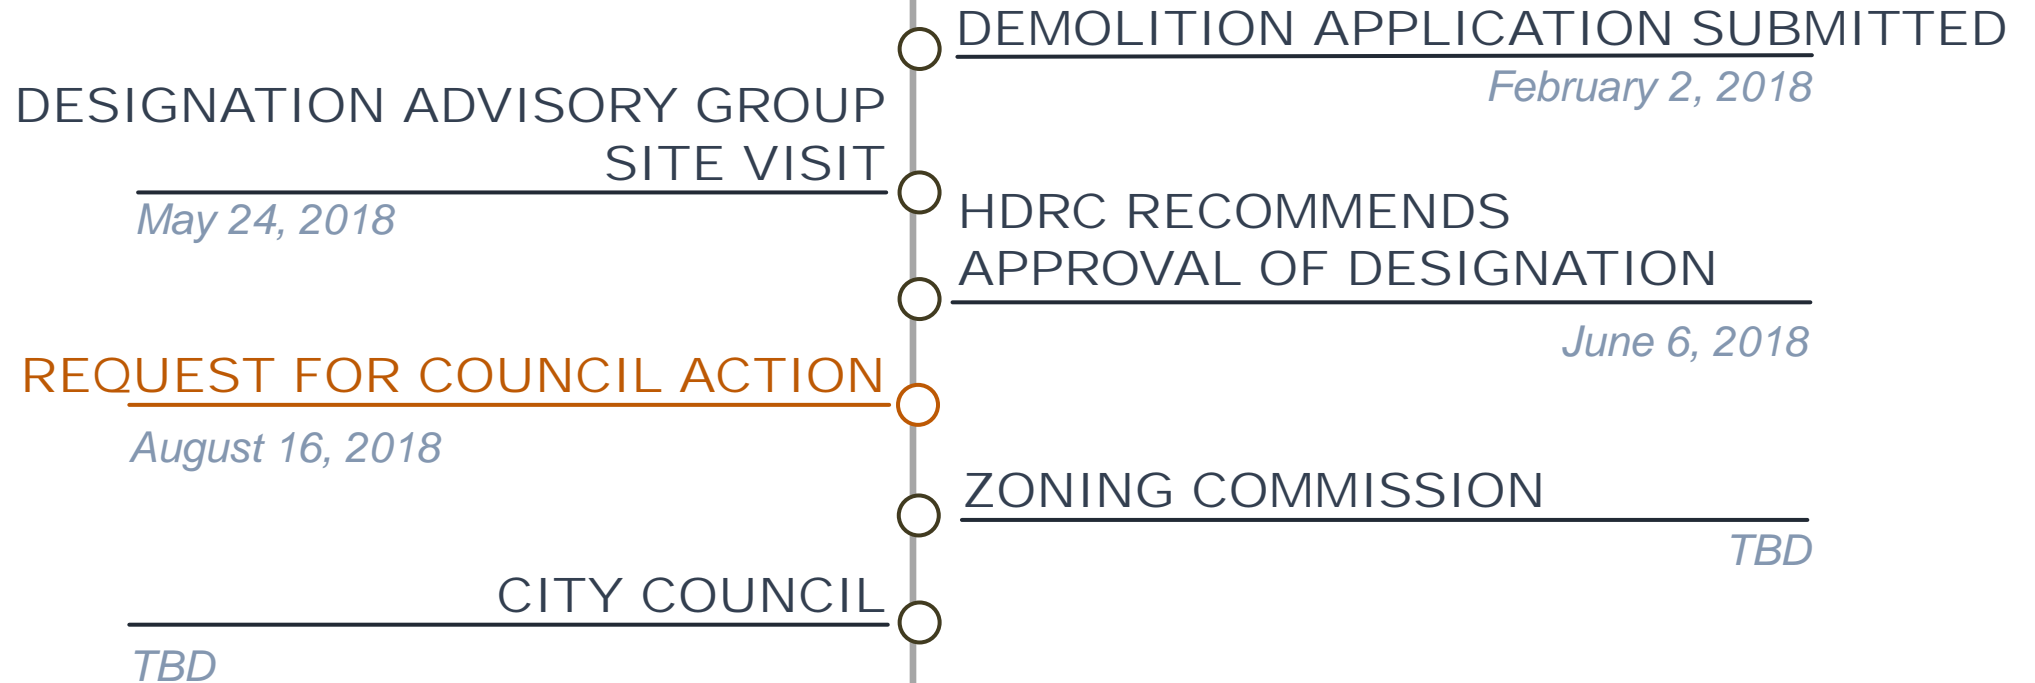 DEMOLITION APPLICATION SUBMITTED
February 2, 2018
DESIGNATION ADVISORY GROUP
SITE VISIT
May 24, 2018
HDRC RECOMMENDS
APPROVAL OF DESIGNATION
June 6, 2018
REQUEST FOR COUNCIL ACTION
August 16, 2018
ZONING COMMISSION
TBD
CITY COUNCIL
TBD